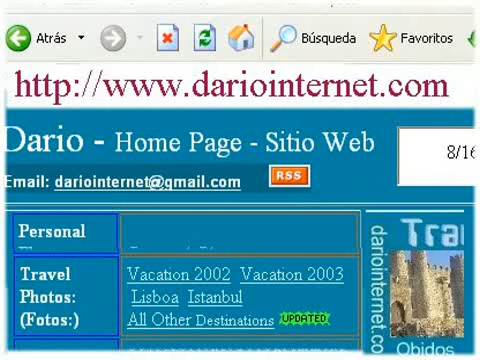 Atrás Búsqueda Favoritos
http://www.dariointernet.com
Dario - Home Page - Sitio Web
8/16
Email: dariointernet@gmail.com RSS
Personal
Travel
Photos:
(Fotos:)
Vacation 2002 Vacation 2003
Lisboa Istanbul
All Other Destinations UPDATED
Tra
dariointernet.co
Obidos